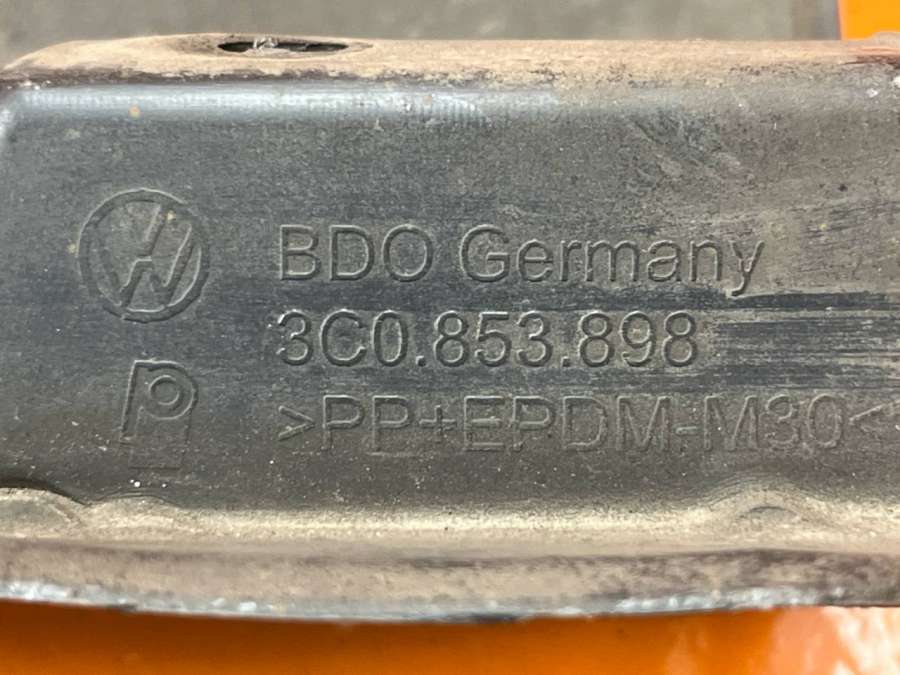 BDO Germany
3C0.853.898
>PP+EPDM-M30<